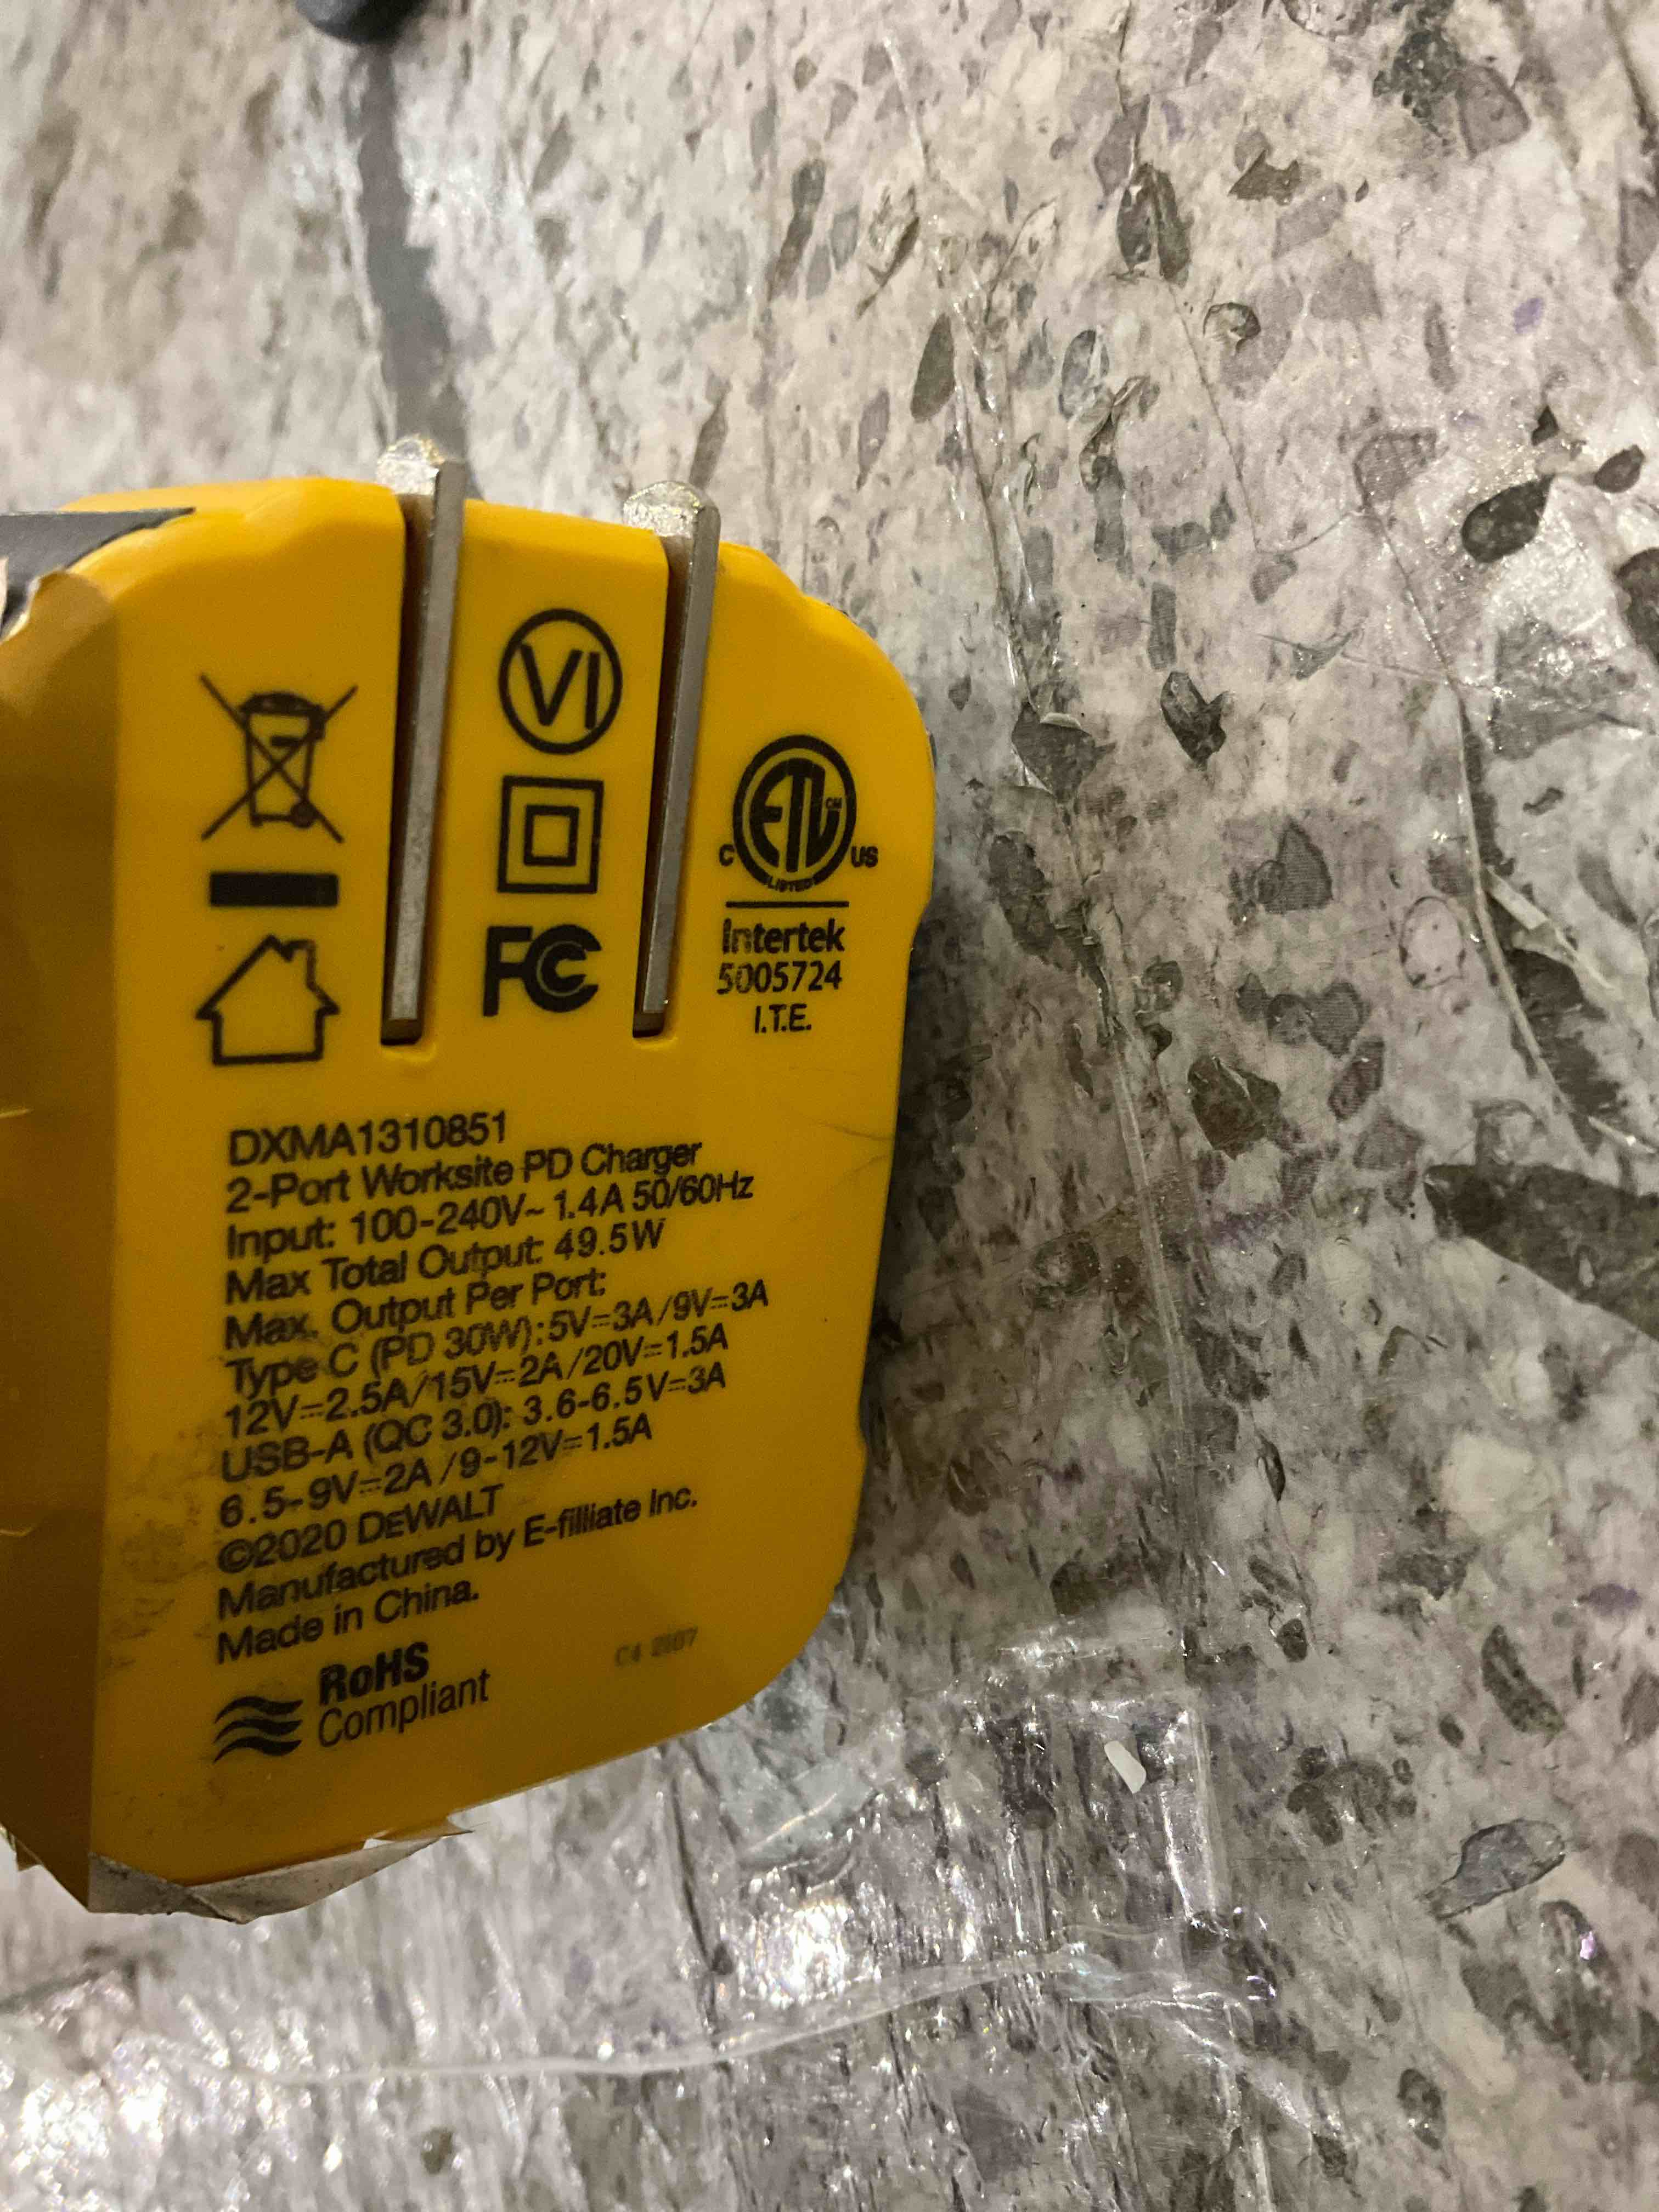 VI
FC
ETL CM
C US
LISTED
Intertek
5005724
I.T.E.
DXMA1310851
2-Port Worksite PD Charger
Input: 100-240V~ 1.4A 50/60Hz
Max Total Output: 49.5W
Max. Output Per Port:
Type C (PD 30W): 5V⎓3A/9V⎓3A
12V⎓2.5A/15V⎓2A/20V⎓1.5A
USB-A (QC 3.0): 3.6-6.5V⎓3A
6.5-9V⎓2A/9-12V⎓1.5A
©2020 DEWALT
Manufactured by E-filliate Inc.
Made in China.
RoHS
Compliant